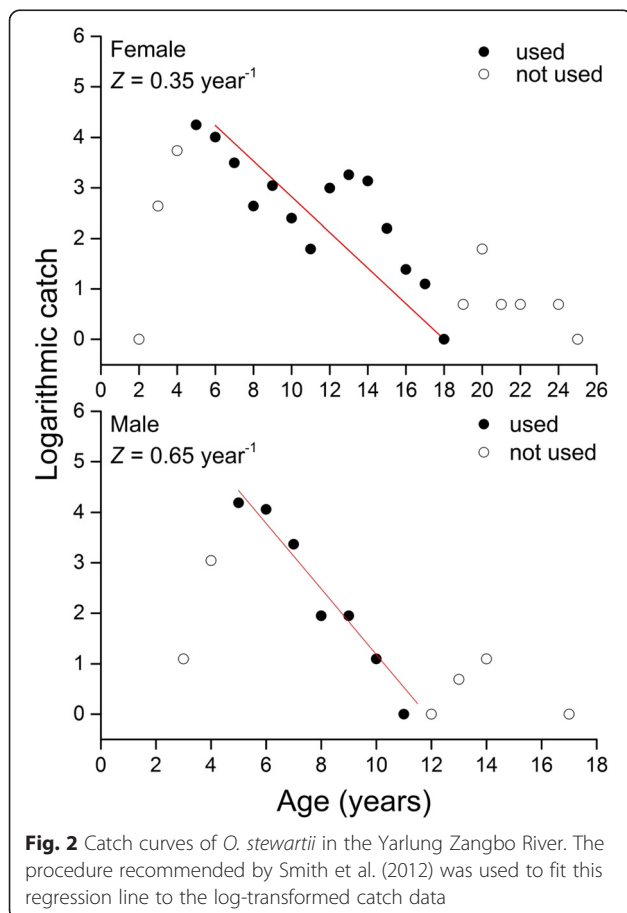 Female
Z = 0.35 year⁻¹
● used
○ not used
6
5
4
3
2
1
0
0 2 4 6 8 10 12 14 16 18 20 22 24 26
Logarithmic catch
Male
Z = 0.65 year⁻¹
● used
○ not used
6
5
4
3
2
1
0
0 2 4 6 8 10 12 14 16 18
Age (years)
Fig. 2 Catch curves of O. stewartii in the Yarlung Zangbo River. The
procedure recommended by Smith et al. (2012) was used to fit this
regression line to the log-transformed catch data